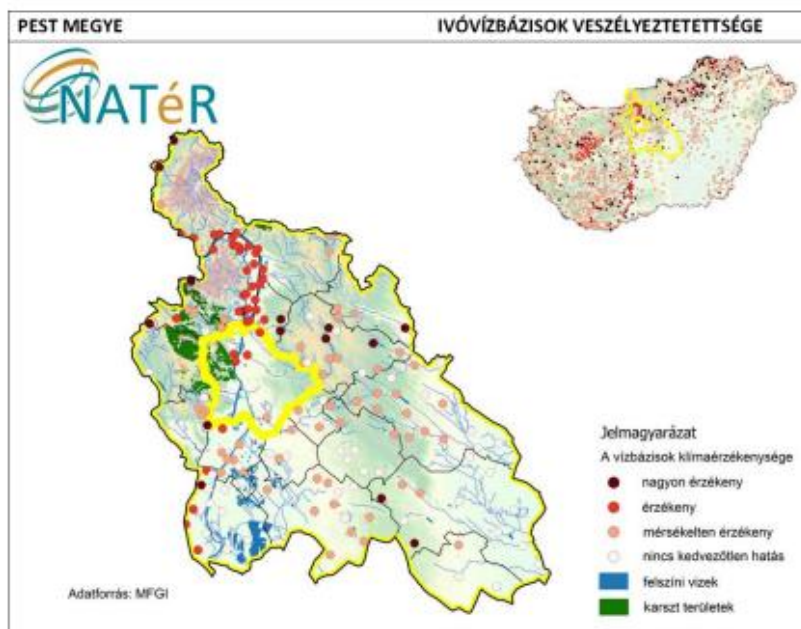 PEST MEGYE
IVÓVÍZBÁZISOK VESZÉLYEZTETETTSÉGE
NATéR
Jelmagyarázat
A vízbázisok klímaérzékenysége
nagyon érzékeny
érzékeny
mérsékelten érzékeny
nincs kedvezőtlen hatás
felszíni vizek
karszt területek
Adatforrás: MFGI